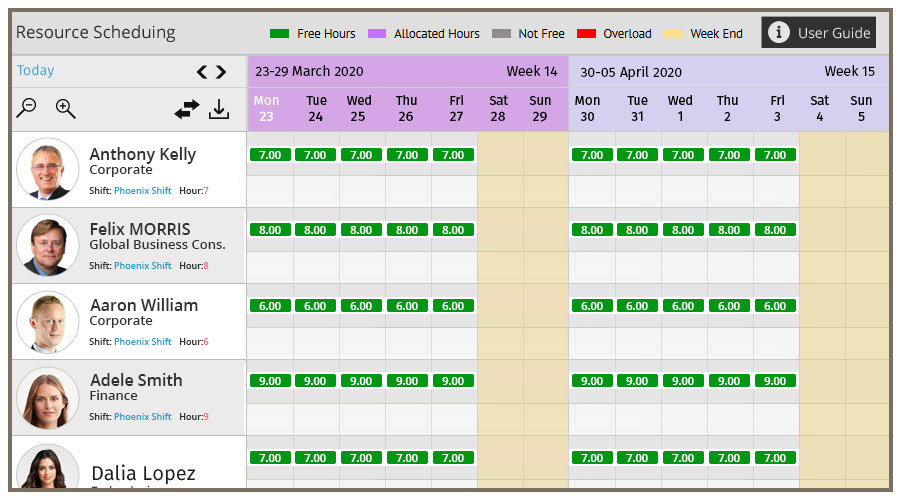 Resource Scheduing
Free Hours Allocated Hours Not Free Overload Week End
User Guide
Today
23-29 March 2020 Week 14 30-05 April 2020 Week 15
Mon Tue Wed Thu Fri Sat Sun Mon Tue Wed Thu Fri Sat Sun
23 24 25 26 27 28 29 30 31 1 2 3 4 5
Anthony Kelly
Corporate
Shift: Phoenix Shift Hour:7
7.00 7.00 7.00 7.00 7.00 7.00 7.00 7.00 7.00 7.00
Felix MORRIS
Global Business Cons.
Shift: Phoenix Shift Hour:8
8.00 8.00 8.00 8.00 8.00 8.00 8.00 8.00 8.00 8.00
Aaron William
Corporate
Shift: Phoenix Shift Hour:6
6.00 6.00 6.00 6.00 6.00 6.00 6.00 6.00 6.00 6.00
Adele Smith
Finance
Shift: Phoenix Shift Hour:9
9.00 9.00 9.00 9.00 9.00 9.00 9.00 9.00 9.00 9.00
Dalia Lopez
7.00 7.00 7.00 7.00 7.00 7.00 7.00 7.00 7.00 7.00